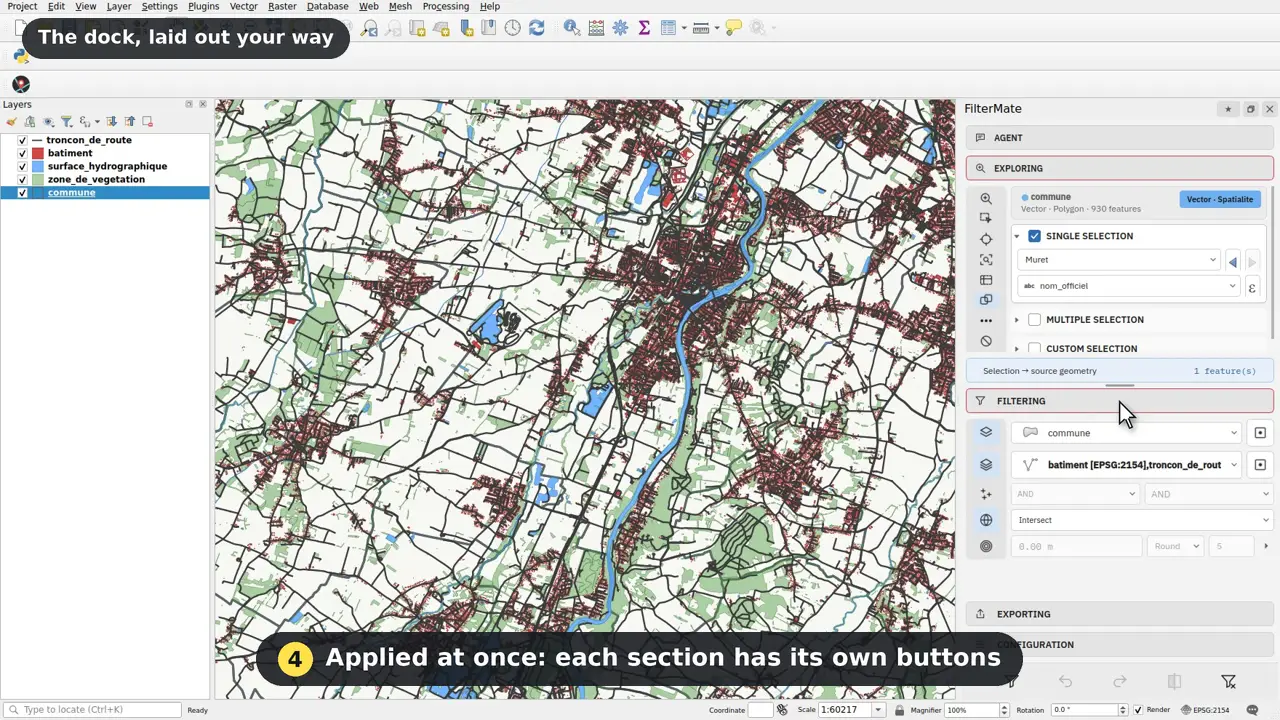 Project Edit View Layer Settings Plugins Vector Raster Database Web Mesh Processing Help
The dock, laid out your way
Layers
troncon_de_route
batiment
surface_hydrographique
zone_de_vegetation
commune
FilterMate
AGENT
EXPLORING
commune
Vector · Polygon · 930 features
Vector · Spatialite
SINGLE SELECTION
Muret
abc nom_officiel
ε
MULTIPLE SELECTION
CUSTOM SELECTION
Selection → source geometry 1 feature(s)
FILTERING
commune
batiment [EPSG:2154],troncon_de_rout
AND AND
Intersect
0.00 m Round 5
EXPORTING
CONFIGURATION
4 Applied at once: each section has its own buttons
Type to locate (Ctrl+K) Ready Coordinate Scale 1:60217 Magnifier 100% Rotation 0.0 ° Render EPSG:2154